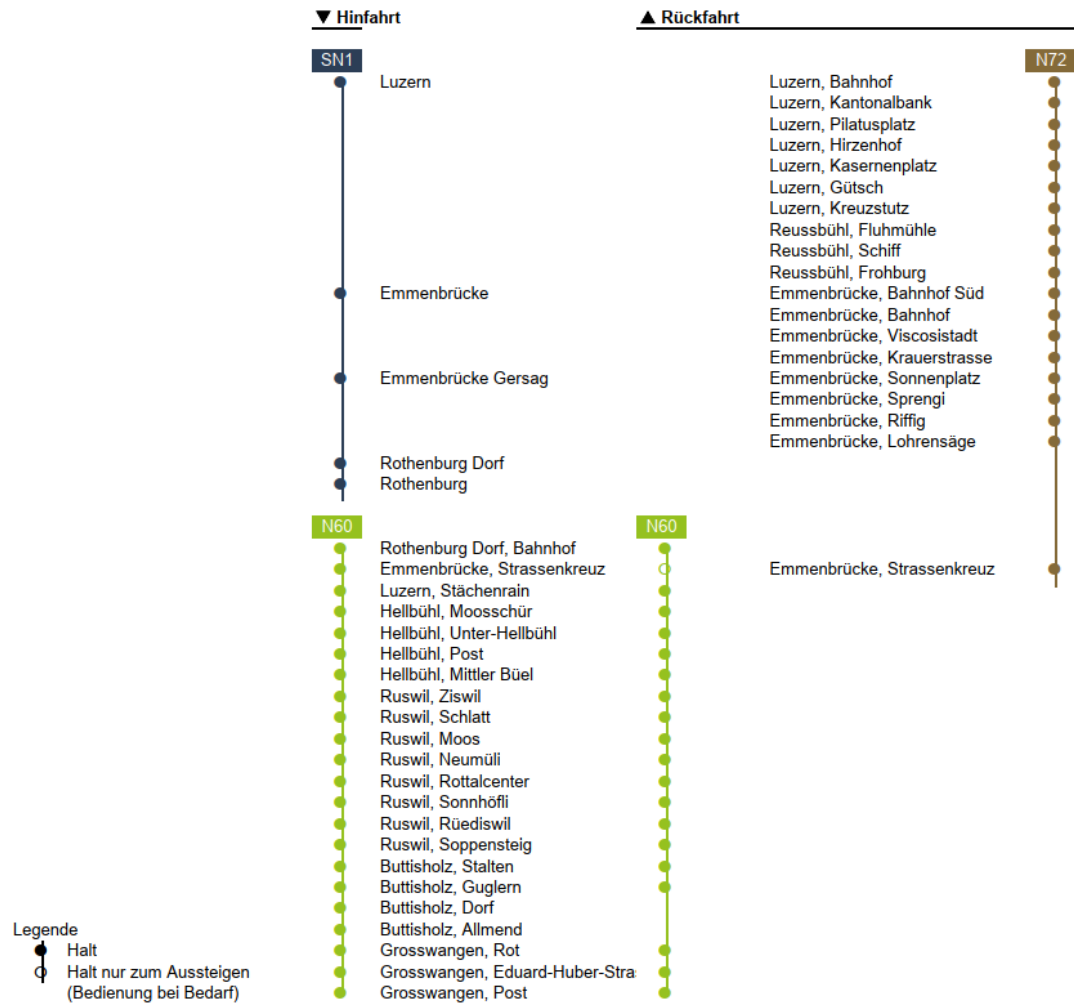 ▼ Hinfahrt
▲ Rückfahrt
SN1
N72
Luzern
Luzern, Bahnhof
Luzern, Kantonalbank
Luzern, Pilatusplatz
Luzern, Hirzenhof
Luzern, Kasernenplatz
Luzern, Gütsch
Luzern, Kreuzstutz
Reussbühl, Fluhmühle
Reussbühl, Schiff
Reussbühl, Frohburg
Emmenbrücke
Emmenbrücke, Bahnhof Süd
Emmenbrücke, Bahnhof
Emmenbrücke, Viscosistadt
Emmenbrücke, Krauerstrasse
Emmenbrücke Gersag
Emmenbrücke, Sonnenplatz
Emmenbrücke, Sprengi
Emmenbrücke, Riffig
Emmenbrücke, Lohrensäge
Rothenburg Dorf
Rothenburg
N60
N60
Rothenburg Dorf, Bahnhof
Emmenbrücke, Strassenkreuz
Emmenbrücke, Strassenkreuz
Luzern, Stächenrain
Hellbühl, Moosschür
Hellbühl, Unter-Hellbühl
Hellbühl, Post
Hellbühl, Mittler Büel
Ruswil, Ziswil
Ruswil, Schlatt
Ruswil, Moos
Ruswil, Neumüli
Ruswil, Rottalcenter
Ruswil, Sonnhöfli
Ruswil, Rüediswil
Ruswil, Soppensteig
Buttisholz, Stalten
Buttisholz, Guglern
Buttisholz, Dorf
Buttisholz, Allmend
Grosswangen, Rot
Grosswangen, Eduard-Huber-Stra
Grosswangen, Post
Legende
Halt
Halt nur zum Aussteigen
(Bedienung bei Bedarf)